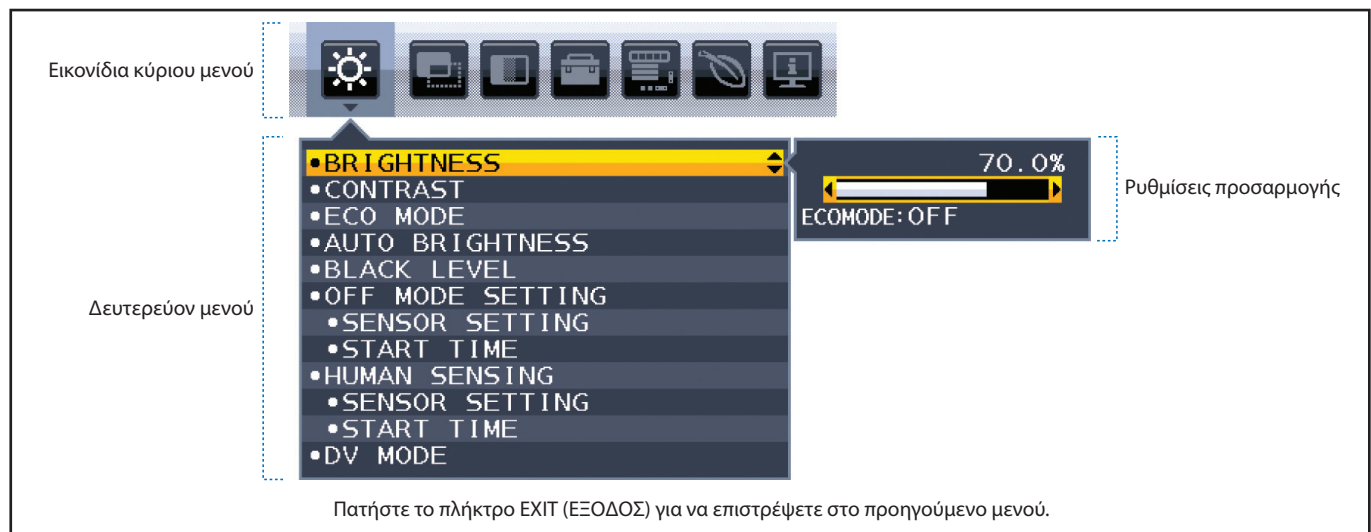 Εικονίδια κύριου μενού
•BRIGHTNESS
70.0%
•CONTRAST
ECOMODE:OFF
Ρυθμίσεις προσαρμογής
•ECO MODE
•AUTO BRIGHTNESS
•BLACK LEVEL
•OFF MODE SETTING
Δευτερεύον μενού
•SENSOR SETTING
•START TIME
•HUMAN SENSING
•SENSOR SETTING
•START TIME
•DV MODE
Πατήστε το πλήκτρο EXIT (ΕΞΟΔΟΣ) για να επιστρέψετε στο προηγούμενο μενού.